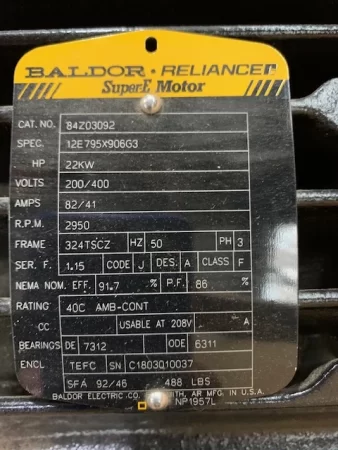 BALDOR • RELIANCER
SuperE Motor
CAT. NO. 84Z03092
SPEC. 12E795X906G3
HP 22KW
VOLTS 200/400
AMPS 82/41
R.P.M. 2950
FRAME 324TSCZ HZ 50 PH 3
SER. F. 1.15 CODE J DES. A CLASS F
NEMA NOM. EFF. 91.7 % P.F. 86 %
RATING 40C AMB-CONT
CC USABLE AT 208V A
BEARINGS DE 7312 ODE 6311
ENCL TEFC SN C1803010037
SFA 92/46 488 LBS
BALDOR ELECTRIC CO. AR MFG. IN U.S.A.
NP1957L